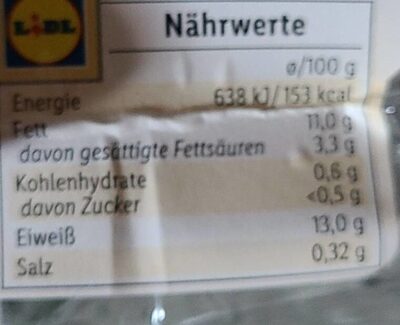 LIDL
Nährwerte
ø/100 g
Energie 638 kJ/153 kcal
Fett 11,0 g
davon gesättigte Fettsäuren 3,3 g
Kohlenhydrate 0,6 g
davon Zucker <0,5 g
Eiweiß 13,0 g
Salz 0,32 g